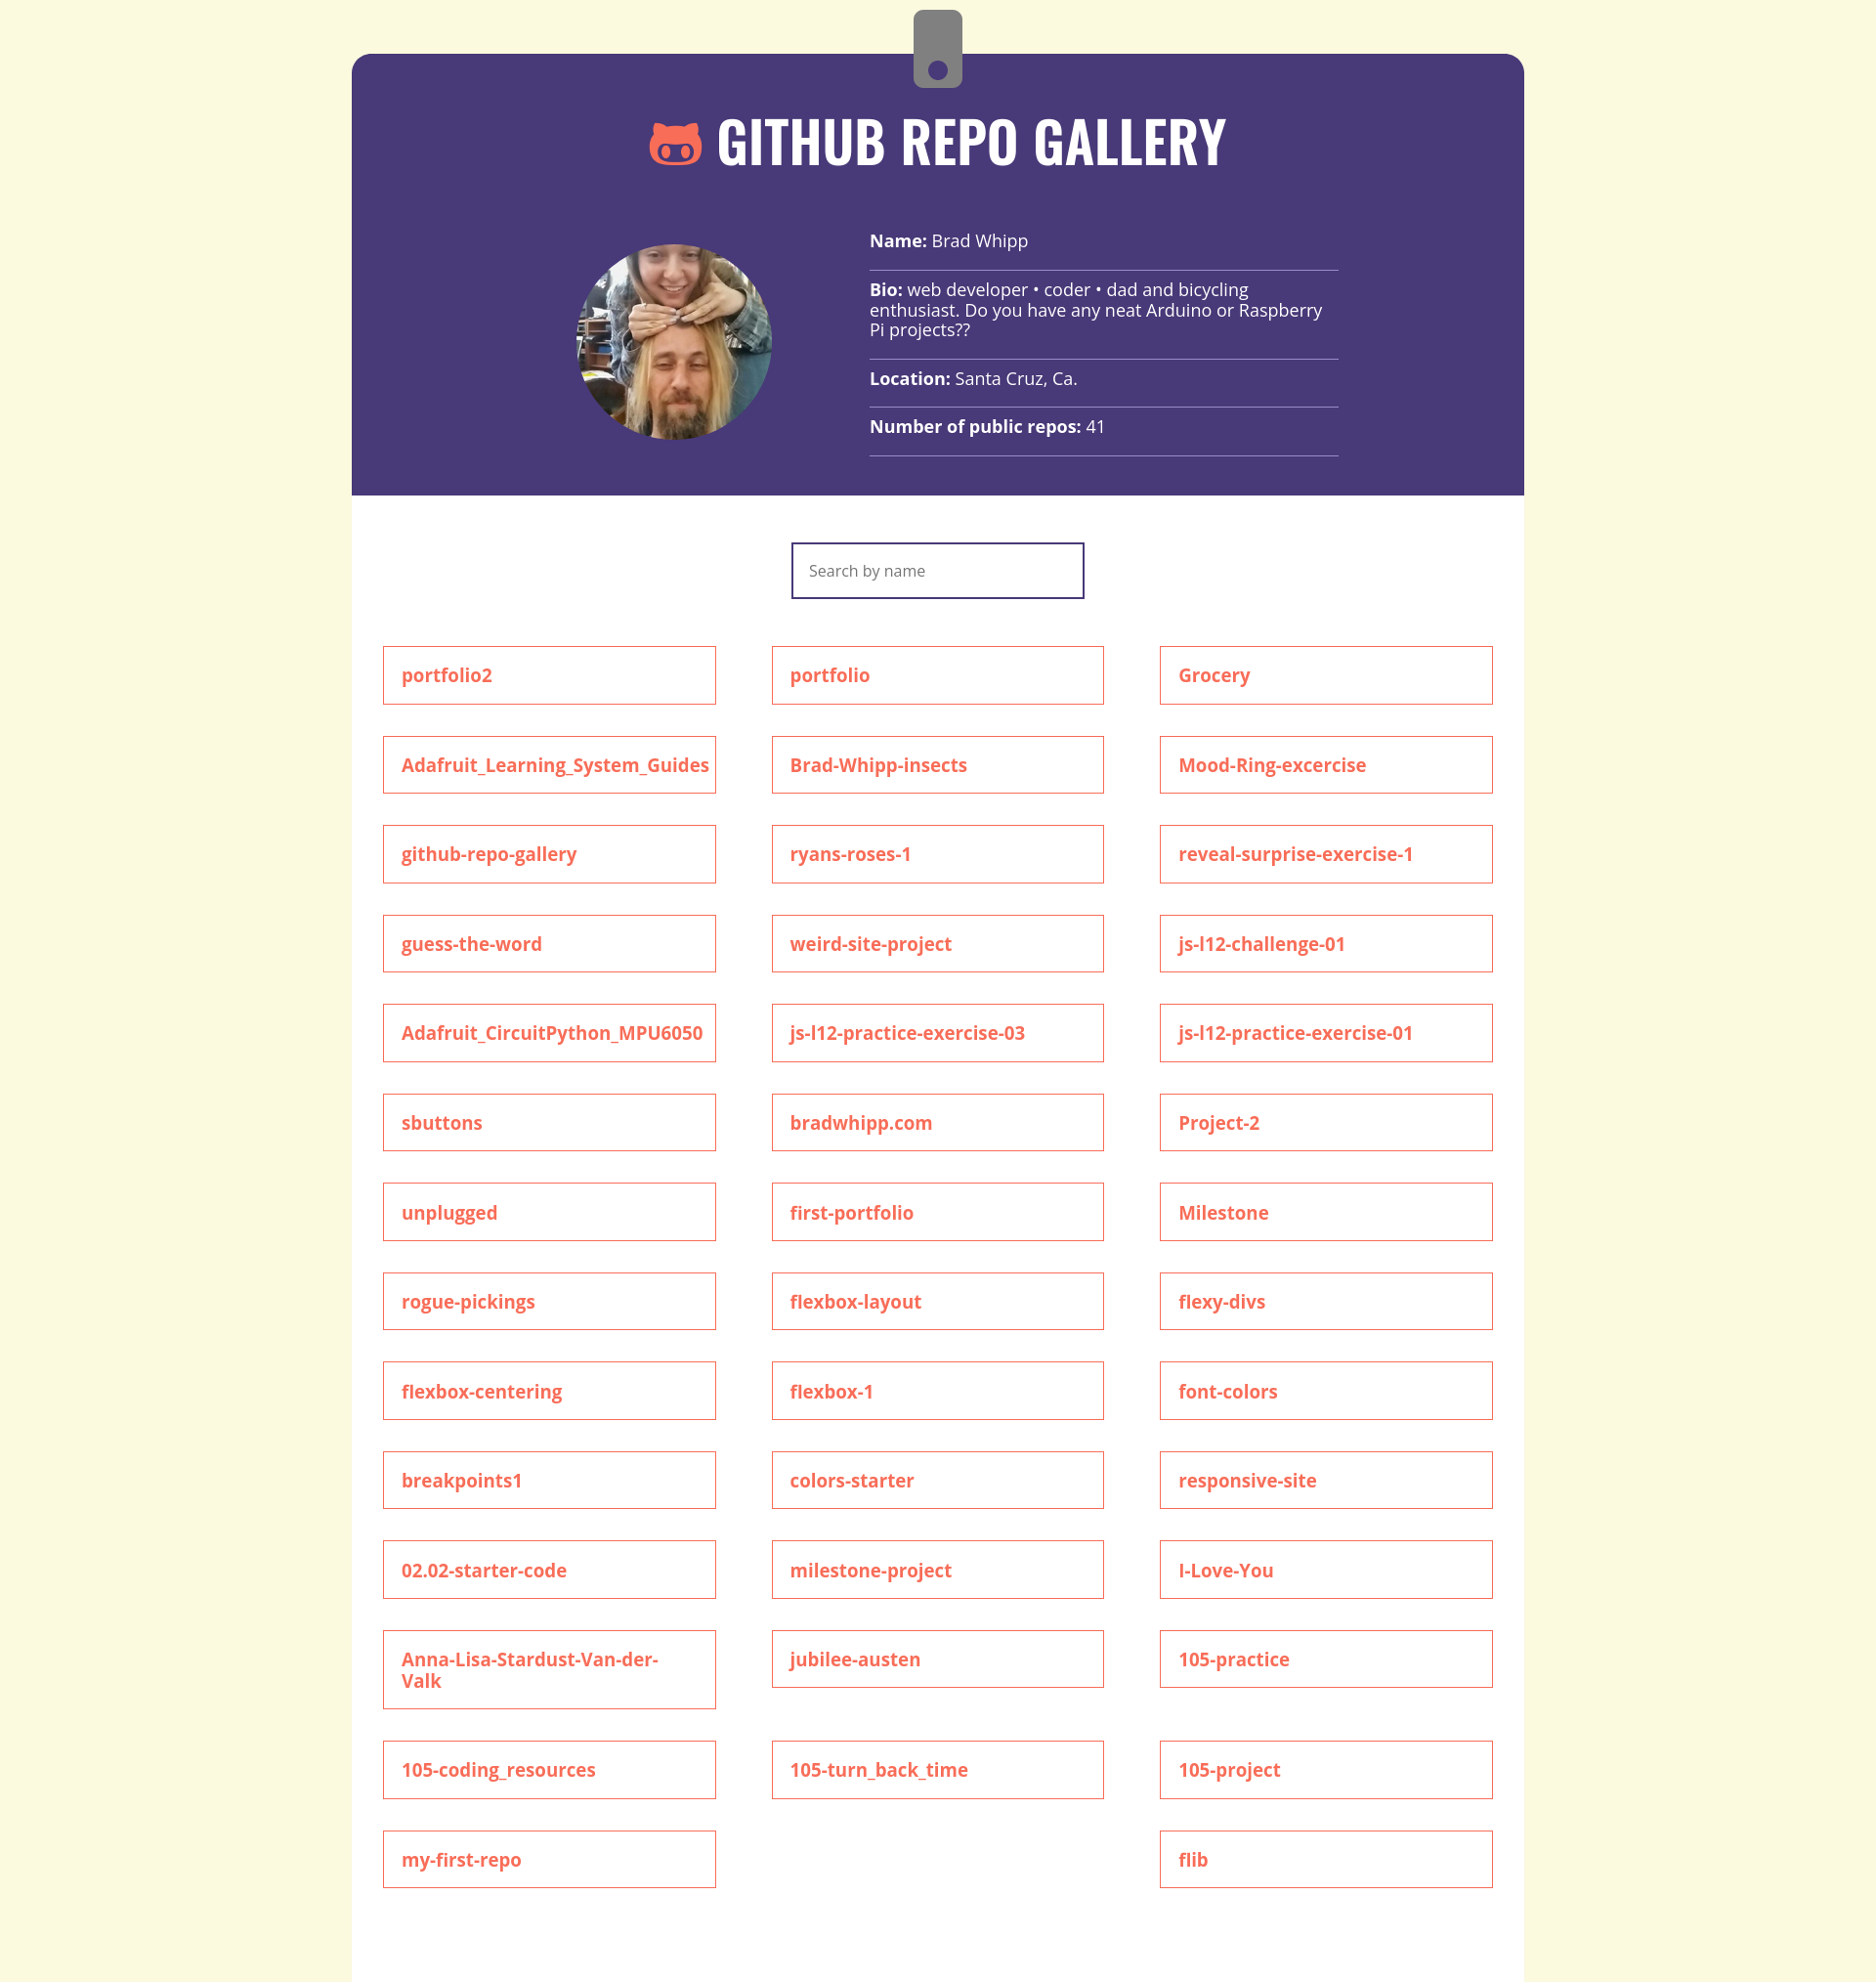 GITHUB REPO GALLERY
Name: Brad Whipp
Bio: web developer • coder • dad and bicycling
enthusiast. Do you have any neat Arduino or Raspberry
Pi projects??
Location: Santa Cruz, Ca.
Number of public repos: 41
Search by name
portfolio2
portfolio
Grocery
Adafruit_Learning_System_Guides
Brad-Whipp-insects
Mood-Ring-excercise
github-repo-gallery
ryans-roses-1
reveal-surprise-exercise-1
guess-the-word
weird-site-project
js-l12-challenge-01
Adafruit_CircuitPython_MPU6050
js-l12-practice-exercise-03
js-l12-practice-exercise-01
sbuttons
bradwhipp.com
Project-2
unplugged
first-portfolio
Milestone
rogue-pickings
flexbox-layout
flexy-divs
flexbox-centering
flexbox-1
font-colors
breakpoints1
colors-starter
responsive-site
02.02-starter-code
milestone-project
I-Love-You
Anna-Lisa-Stardust-Van-der-
Valk
jubilee-austen
105-practice
105-coding_resources
105-turn_back_time
105-project
my-first-repo
flib